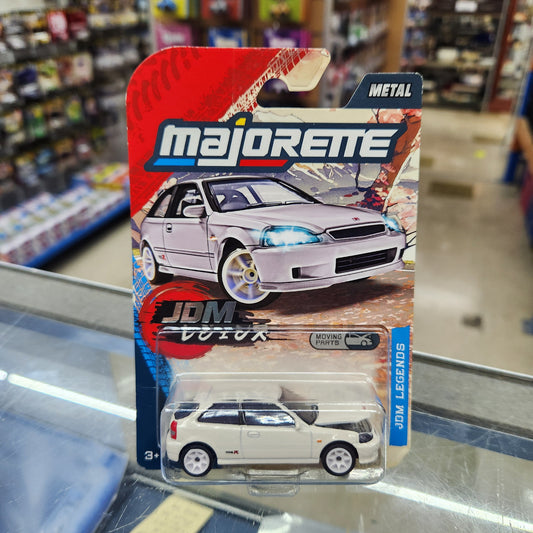 METAL
majorette
JDM
MOVING
PARTS
JDM LEGENDS
3+